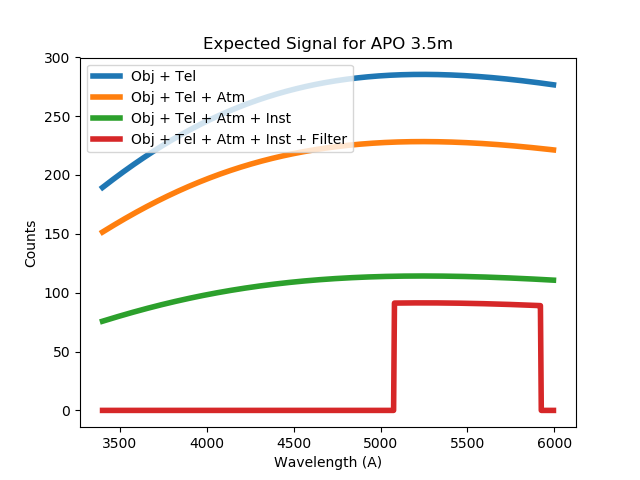 Expected Signal for APO 3.5m
300
250
200
150
100
50
0
Counts
Obj + Tel
Obj + Tel + Atm
Obj + Tel + Atm + Inst
Obj + Tel + Atm + Inst + Filter
3500 4000 4500 5000 5500 6000
Wavelength (A)